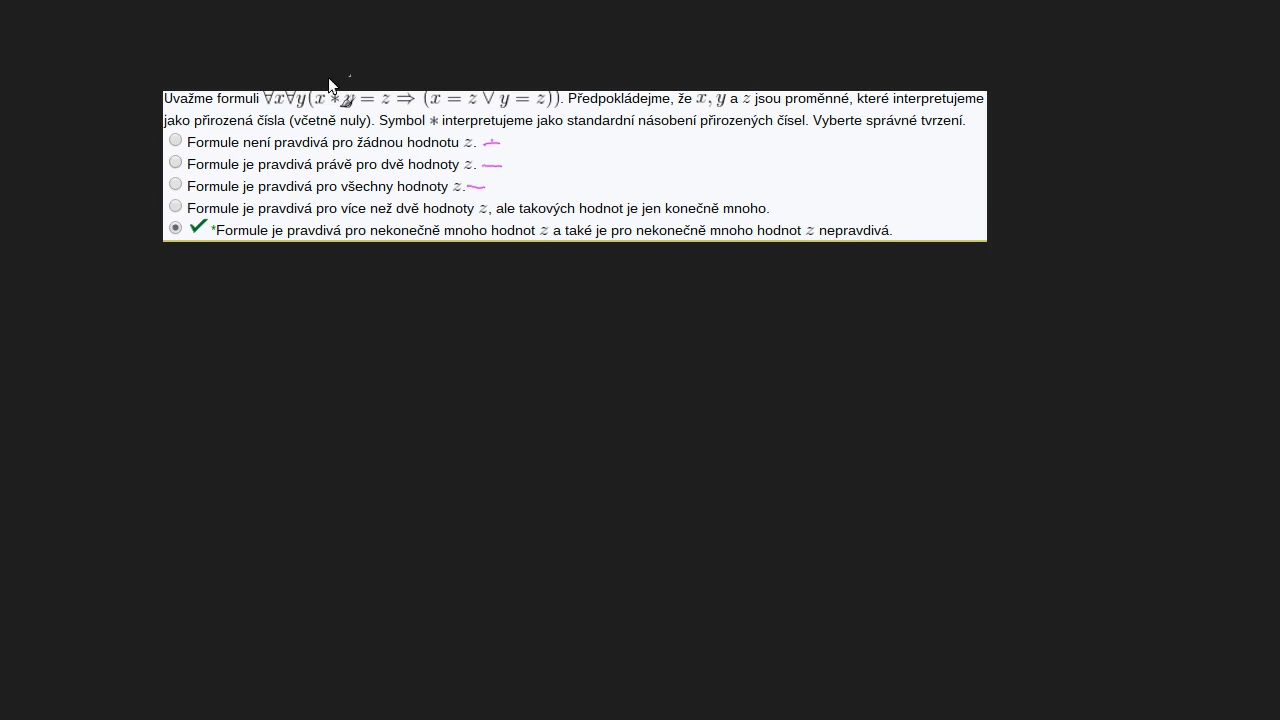 Uvažme formuli ∀x∀y(x ∗ y = z ⇒ (x = z ∨ y = z)). Předpokládejme, že x, y a z jsou proměnné, které interpretujeme
jako přirozená čísla (včetně nuly). Symbol ∗ interpretujeme jako standardní násobení přirozených čísel. Vyberte správné tvrzení.
Formule není pravdivá pro žádnou hodnotu z.
Formule je pravdivá právě pro dvě hodnoty z.
Formule je pravdivá pro všechny hodnoty z.
Formule je pravdivá pro více než dvě hodnoty z, ale takových hodnot je jen konečně mnoho.
*Formule je pravdivá pro nekonečně mnoho hodnot z a také je pro nekonečně mnoho hodnot z nepravdivá.